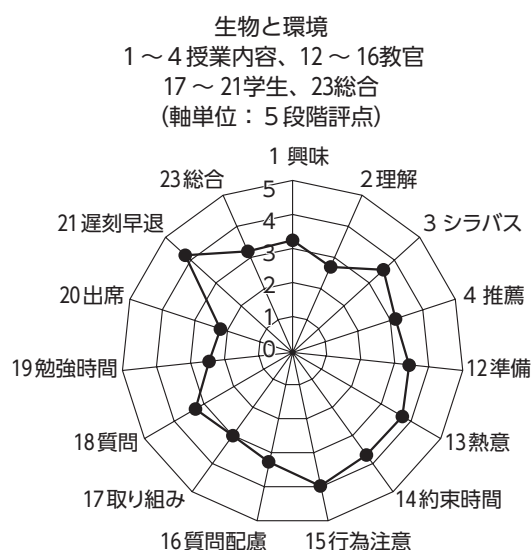 生物と環境
1～4授業内容、12～16教官
17～21学生、23総合
(軸単位：5段階評点)
1 興味
2理解
3 シラバス
4 推薦
12準備
13熱意
14約束時間
15行為注意
16質問配慮
17取り組み
18質問
19勉強時間
20出席
21遅刻早退
23総合
5
4
3
2
1
0